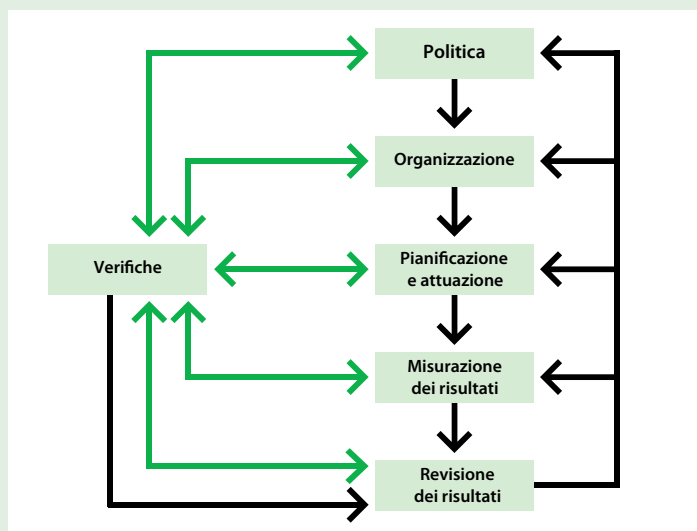 Politica
Organizzazione
Verifiche
Pianificazione
e attuazione
Misurazione
dei risultati
Revisione
dei risultati